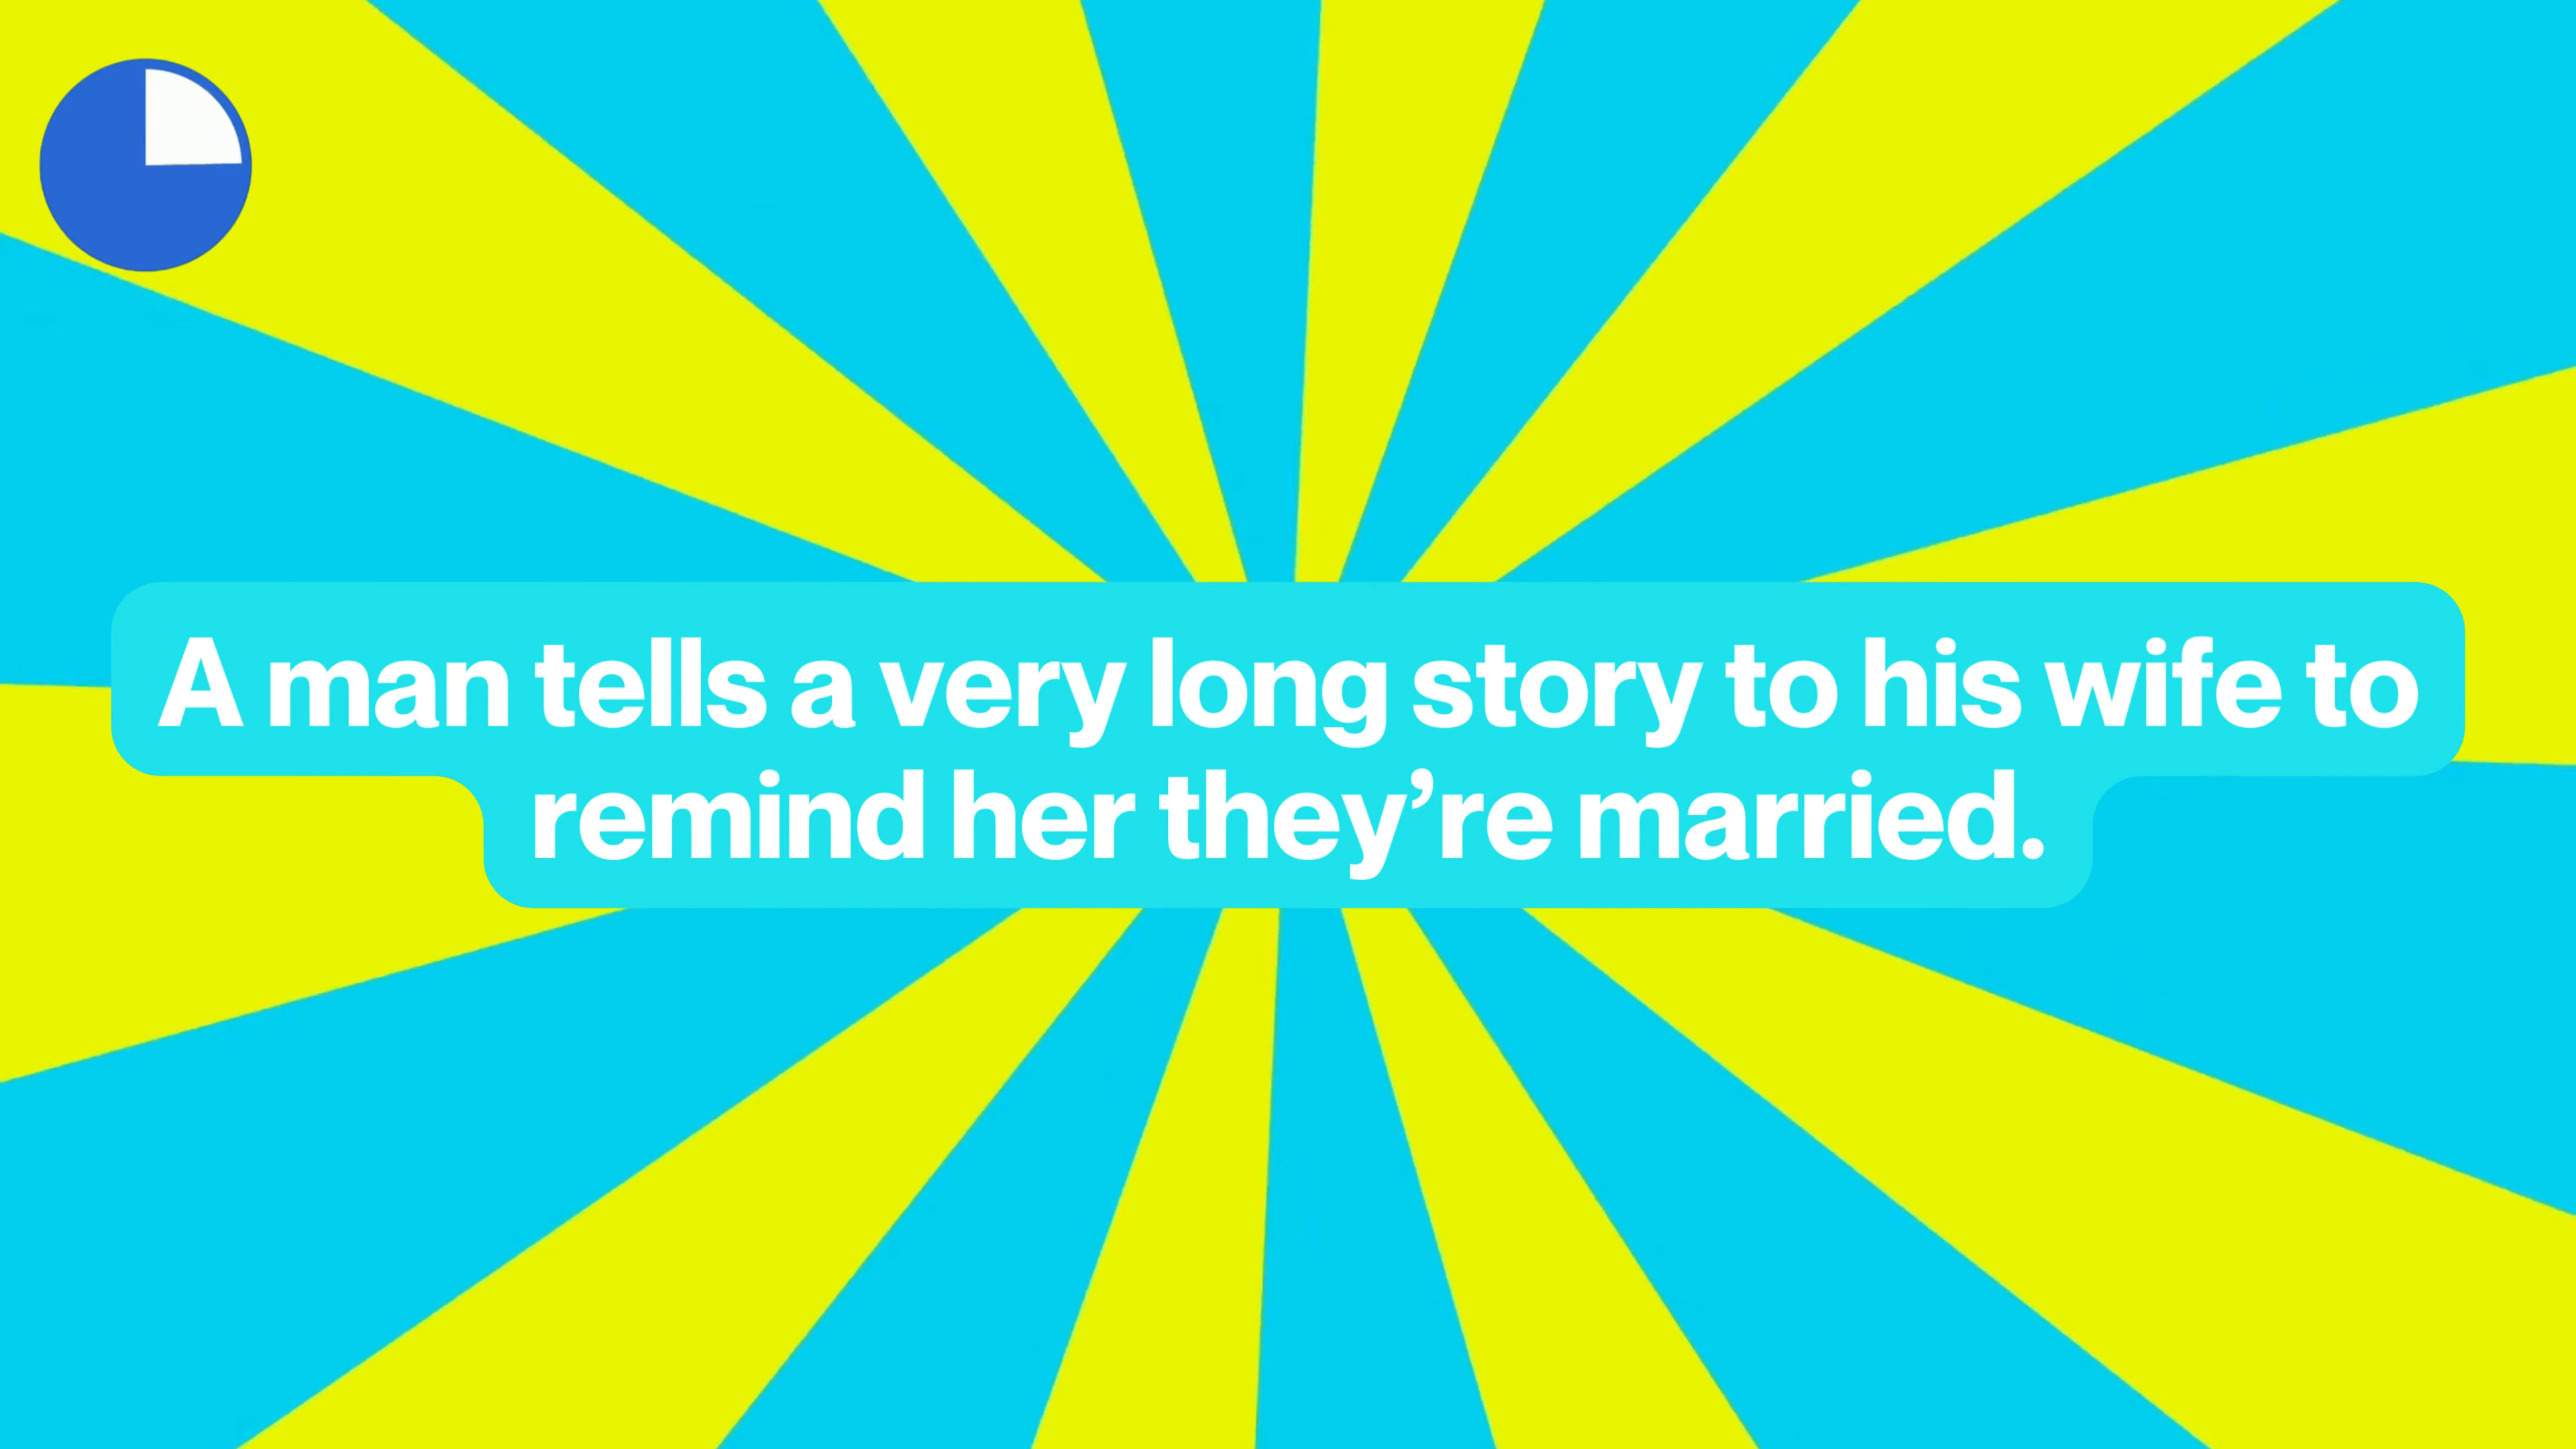 A man tells a very long story to his wife to
remind her they’re married.